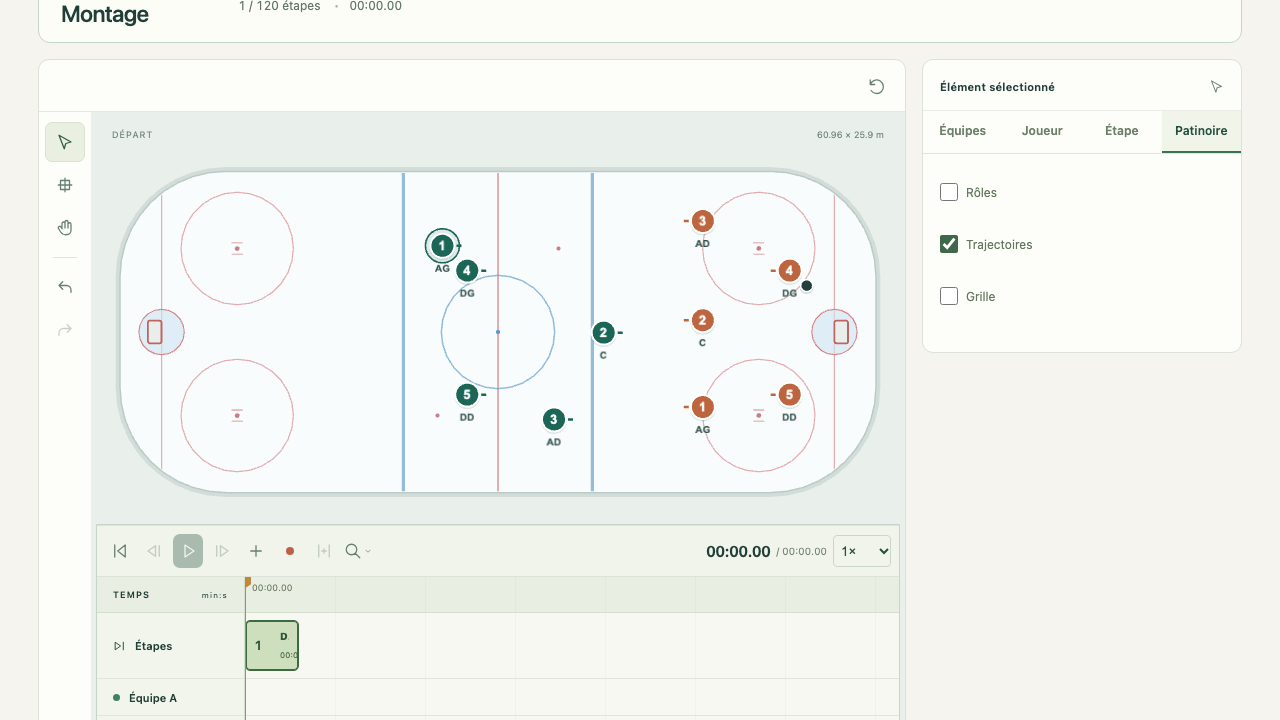 Montage
1 / 120 étapes • 00:00.00
Élément sélectionné
Équipes
Joueur
Étape
Patinoire
Rôles
Trajectoires
Grille
DÉPART
60.96 × 25.9 m
1
AG
4
DG
2
C
5
DD
3
AD
3
AD
4
DG
2
C
1
AG
5
DD
00:00.00 / 00:00.00
1×
TEMPS
min:s
00:00.00
Étapes
1
D
00:0
Équipe A